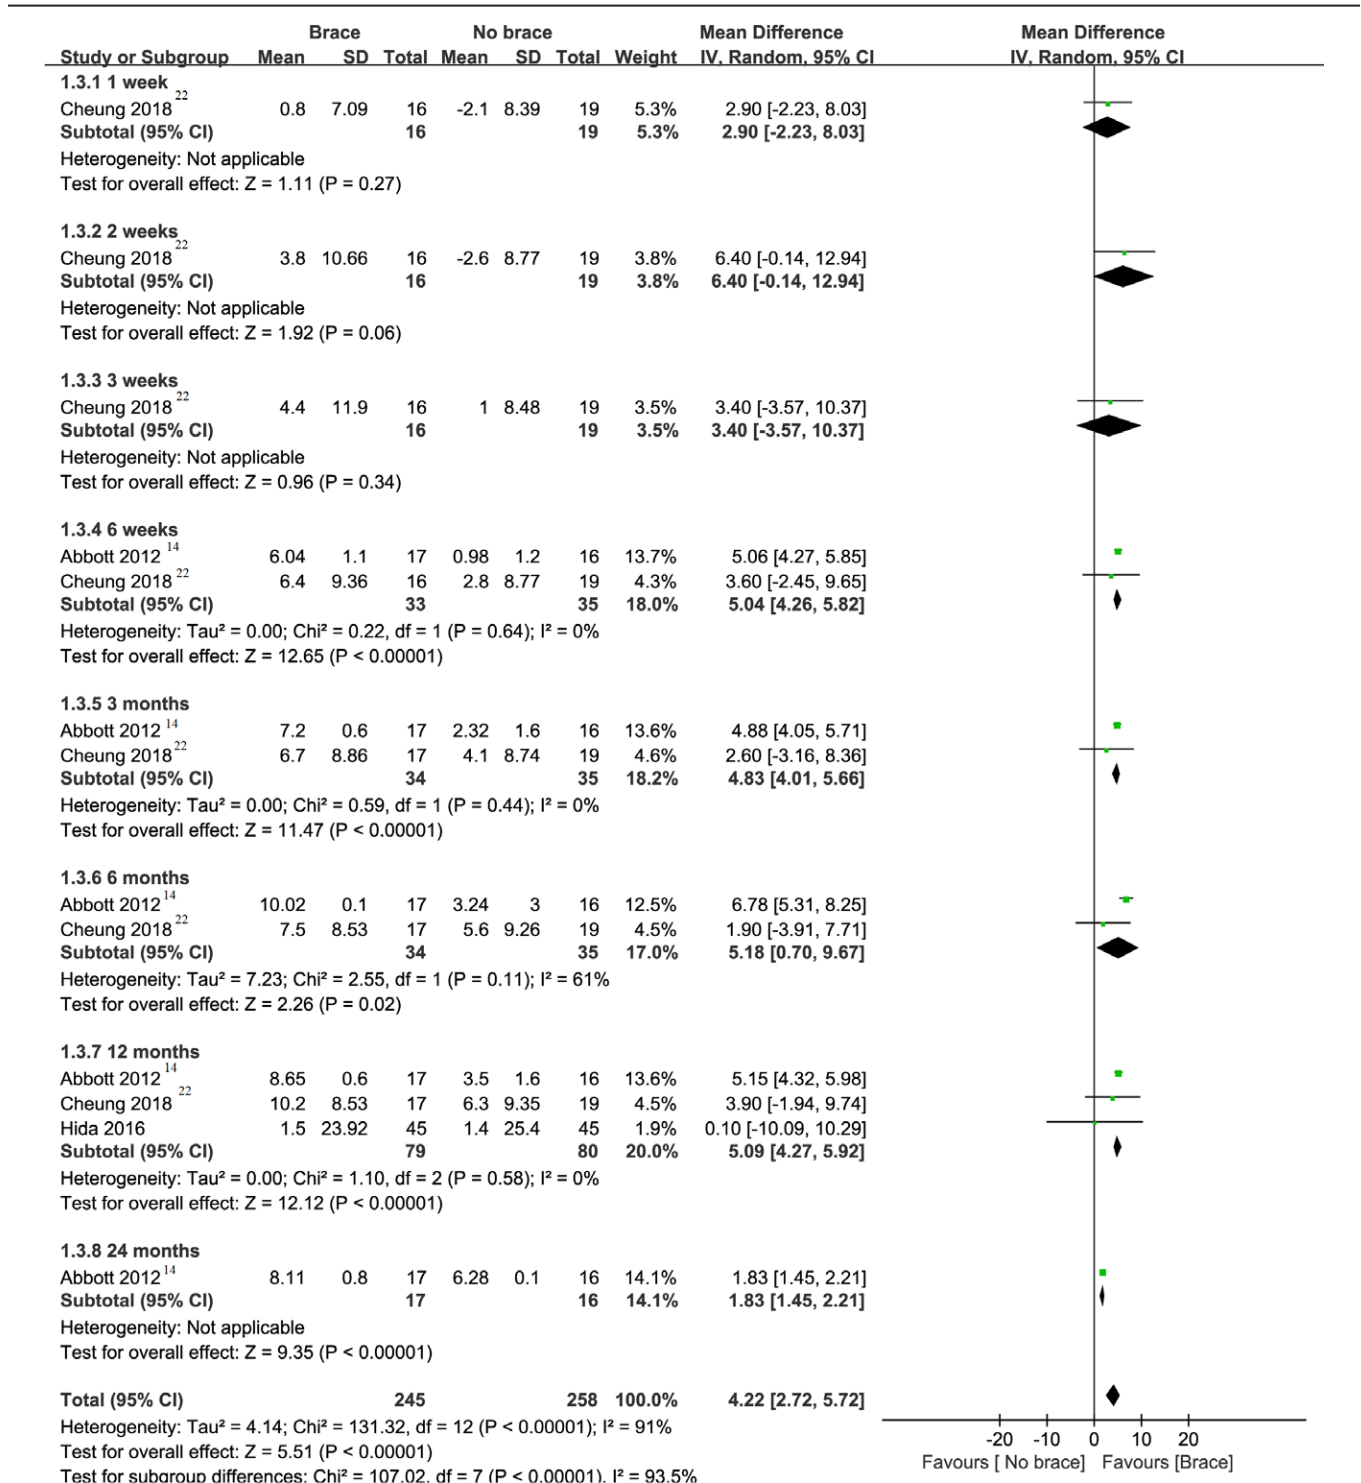 Brace No brace Mean Difference Mean Difference
Study or Subgroup Mean SD Total Mean SD Total Weight IV, Random, 95% CI IV, Random, 95% CI
1.3.1 1 week
Cheung 2018 22 0.8 7.09 16 -2.1 8.39 19 5.3% 2.90 [-2.23, 8.03]
Subtotal (95% CI) 16 19 5.3% 2.90 [-2.23, 8.03]
Heterogeneity: Not applicable
Test for overall effect: Z = 1.11 (P = 0.27)
1.3.2 2 weeks
Cheung 2018 22 3.8 10.66 16 -2.6 8.77 19 3.8% 6.40 [-0.14, 12.94]
Subtotal (95% CI) 16 19 3.8% 6.40 [-0.14, 12.94]
Heterogeneity: Not applicable
Test for overall effect: Z = 1.92 (P = 0.06)
1.3.3 3 weeks
Cheung 2018 22 4.4 11.9 16 1 8.48 19 3.5% 3.40 [-3.57, 10.37]
Subtotal (95% CI) 16 19 3.5% 3.40 [-3.57, 10.37]
Heterogeneity: Not applicable
Test for overall effect: Z = 0.96 (P = 0.34)
1.3.4 6 weeks
Abbott 2012 14 6.04 1.1 17 0.98 1.2 16 13.7% 5.06 [4.27, 5.85]
Cheung 2018 22 6.4 9.36 16 2.8 8.77 19 4.3% 3.60 [-2.45, 9.65]
Subtotal (95% CI) 33 35 18.0% 5.04 [4.26, 5.82]
Heterogeneity: Tau² = 0.00; Chi² = 0.22, df = 1 (P = 0.64); I² = 0%
Test for overall effect: Z = 12.65 (P < 0.00001)
1.3.5 3 months
Abbott 2012 14 7.2 0.6 17 2.32 1.6 16 13.6% 4.88 [4.05, 5.71]
Cheung 2018 22 6.7 8.86 17 4.1 8.74 19 4.6% 2.60 [-3.16, 8.36]
Subtotal (95% CI) 34 35 18.2% 4.83 [4.01, 5.66]
Heterogeneity: Tau² = 0.00; Chi² = 0.59, df = 1 (P = 0.44); I² = 0%
Test for overall effect: Z = 11.47 (P < 0.00001)
1.3.6 6 months
Abbott 2012 14 10.02 0.1 17 3.24 3 16 12.5% 6.78 [5.31, 8.25]
Cheung 2018 22 7.5 8.53 17 5.6 9.26 19 4.5% 1.90 [-3.91, 7.71]
Subtotal (95% CI) 34 35 17.0% 5.18 [0.70, 9.67]
Heterogeneity: Tau² = 7.23; Chi² = 2.55, df = 1 (P = 0.11); I² = 61%
Test for overall effect: Z = 2.26 (P = 0.02)
1.3.7 12 months
Abbott 2012 14 8.65 0.6 17 3.5 1.6 16 13.6% 5.15 [4.32, 5.98]
Cheung 2018 22 10.2 8.53 17 6.3 9.35 19 4.5% 3.90 [-1.94, 9.74]
Hida 2016 1.5 23.92 45 1.4 25.4 45 1.9% 0.10 [-10.09, 10.29]
Subtotal (95% CI) 79 80 20.0% 5.09 [4.27, 5.92]
Heterogeneity: Tau² = 0.00; Chi² = 1.10, df = 2 (P = 0.58); I² = 0%
Test for overall effect: Z = 12.12 (P < 0.00001)
1.3.8 24 months
Abbott 2012 14 8.11 0.8 17 6.28 0.1 16 14.1% 1.83 [1.45, 2.21]
Subtotal (95% CI) 17 16 14.1% 1.83 [1.45, 2.21]
Heterogeneity: Not applicable
Test for overall effect: Z = 9.35 (P < 0.00001)
Total (95% CI) 245 258 100.0% 4.22 [2.72, 5.72]
Heterogeneity: Tau² = 4.14; Chi² = 131.32, df = 12 (P < 0.00001); I² = 91%
Test for overall effect: Z = 5.51 (P < 0.00001)
Test for subgroup differences: Chi² = 107.02, df = 7 (P < 0.00001), I² = 93.5%
-20 -10 0 10 20
Favours [ No brace] Favours [Brace]